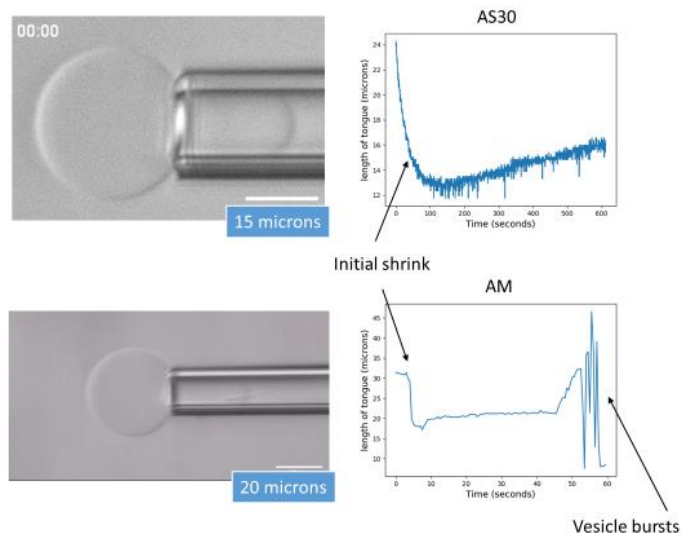 00:00
15 microns
AS30
length of tongue (microns)
24
22
20
18
16
14
12
0 100 200 300 400 500 600
Time (seconds)
Initial shrink
20 microns
AM
length of tongue (microns)
45
40
35
30
25
20
15
10
0 10 20 30 40 50 60
Time (seconds)
Vesicle bursts